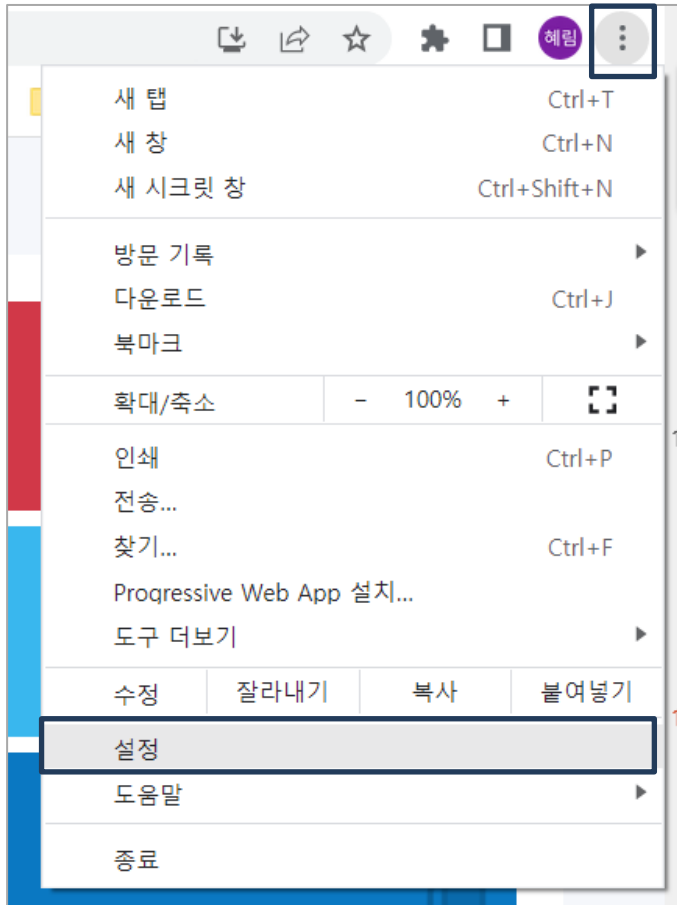 혜림
새 탭 Ctrl+T
새 창 Ctrl+N
새 시크릿 창 Ctrl+Shift+N
방문 기록
다운로드 Ctrl+J
북마크
확대/축소 - 100% +
인쇄 Ctrl+P
전송...
찾기... Ctrl+F
Progressive Web App 설치...
도구 더보기
수정 잘라내기 복사 붙여넣기
설정
도움말
종료